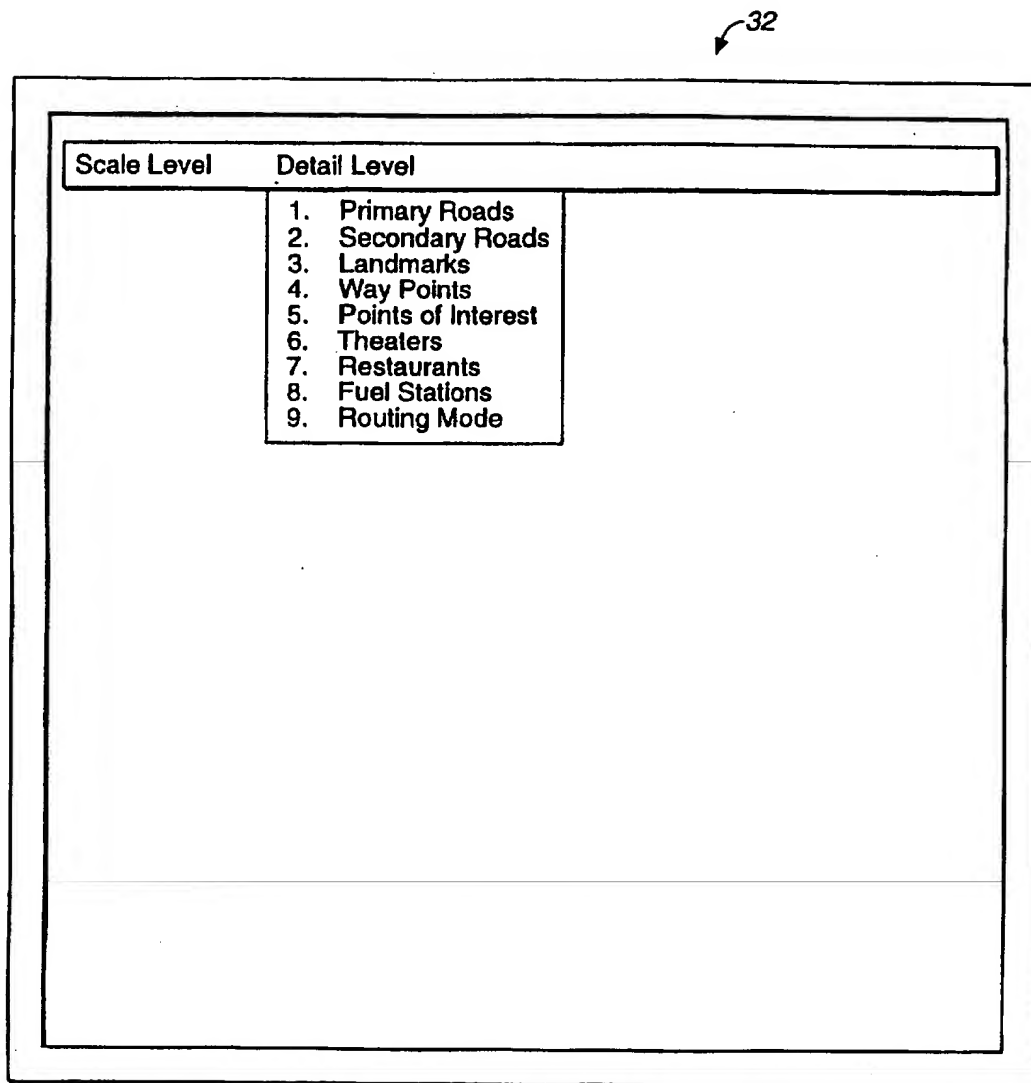 32
Scale Level Detail Level
1. Primary Roads
2. Secondary Roads
3. Landmarks
4. Way Points
5. Points of Interest
6. Theaters
7. Restaurants
8. Fuel Stations
9. Routing Mode